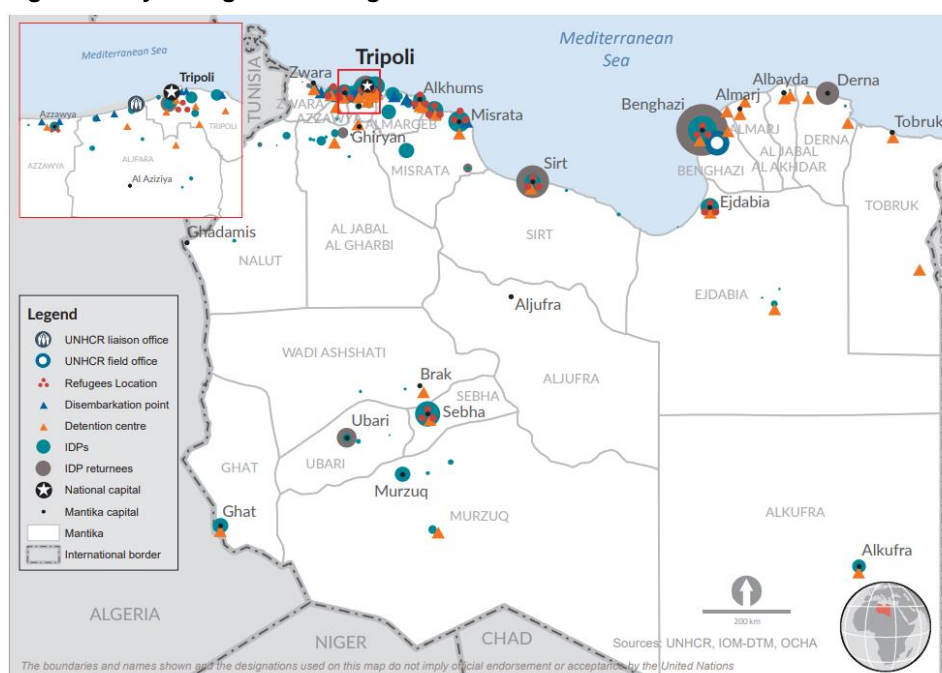 Mediterranean Sea
Tripoli
Azzawya
TRIPOLI
AZZAWYA
ALJFARA
Al Aziziya
TUNISIA
Mediterranean
Sea
Tripoli
Zwara
ZWARA
AZZAWYA
ALMARGEB
Alkhums
Misrata
Ghiryan
MISRATA
Sirt
Benghazi
Almarj
Albayda
Derna
Tobruk
ALMARJ
DERNA
AL JABAL
AL AKHDAR
BENGHAZI
Ejdabia
TOBRUK
Ghadamis
NALUT
AL JABAL
AL GHARBI
SIRT
EJDABIA
Aljufra
ALJUFRA
WADI ASHSHATI
Brak
SEBHA
Sebha
Ubari
UBARI
GHAT
Murzuq
MURZUQ
Ghat
ALKUFRA
Alkufra
Legend
UNHCR liaison office
UNHCR field office
Refugees Location
Disembarkation point
Detention centre
IDPs
IDP returnees
National capital
Mantika capital
Mantika
International border
ALGERIA
NIGER
CHAD
200 km
Sources: UNHCR, IOM-DTM, OCHA
The boundaries and names shown and the designations used on this map do not imply official endorsement or acceptance by the United Nations